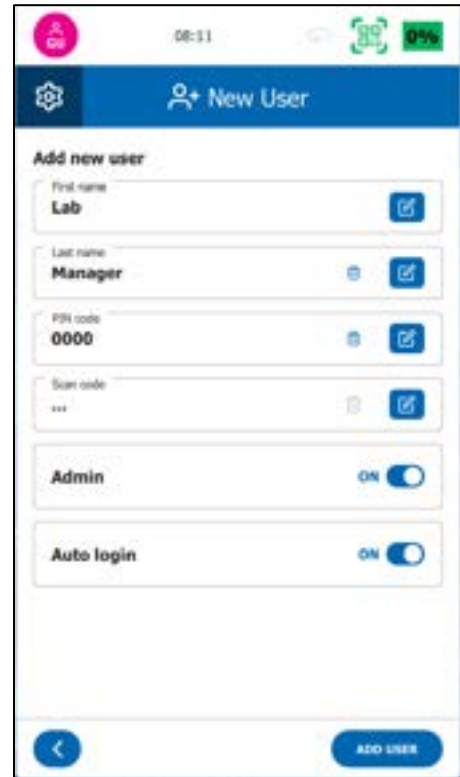 GU
08:11
0%
New User
Add new user
First name
Lab
Last name
Manager
PIN code
0000
Scan code
...
Admin
ON
Auto login
ON
ADD USER